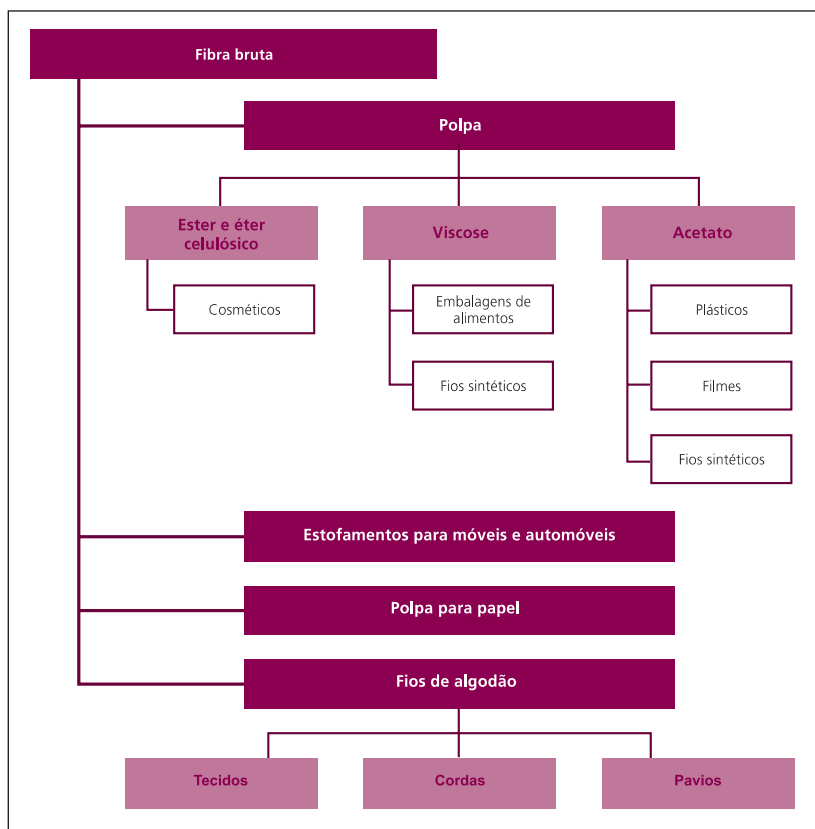 Fibra bruta
Polpa
Ester e éter
celulósico
Viscose
Acetato
Cosméticos
Embalagens de
alimentos
Plásticos
Fios sintéticos
Filmes
Fios sintéticos
Estofamentos para móveis e automóveis
Polpa para papel
Fios de algodão
Tecidos
Cordas
Pavios